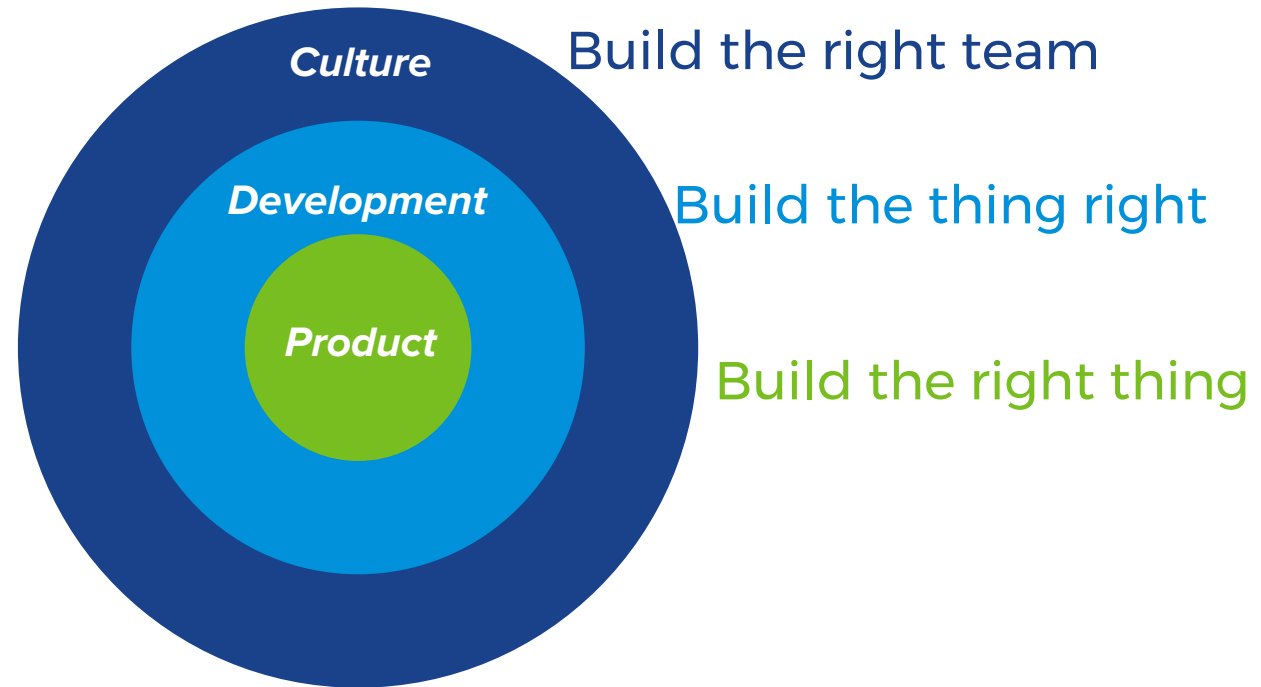 Culture
Build the right team
Development
Build the thing right
Product
Build the right thing